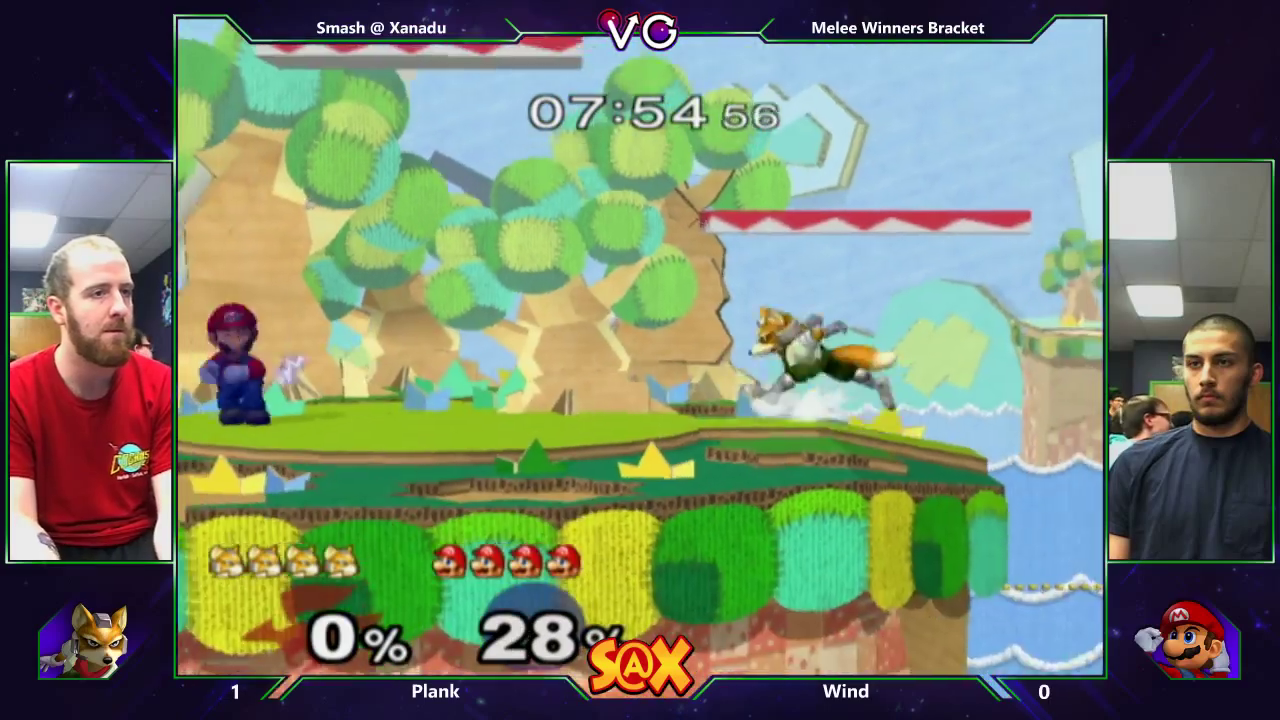 Smash @ Xanadu
VG
Melee Winners Bracket
07:54 56
0%
28%
S@X
1
Plank
Wind
0